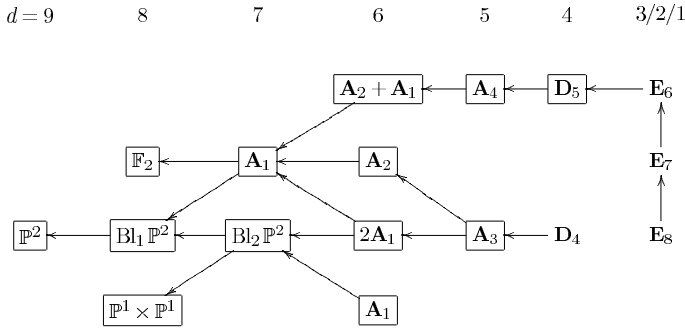 d = 9 8 7 6 5 4 3/2/1
A₂ + A₁ A₄ D₅ E₆
𝔽₂ A₁ A₂ E₇
ℙ² Bl₁ ℙ² Bl₂ ℙ² 2A₁ A₃ D₄ E₈
ℙ¹ × ℙ¹ A₁